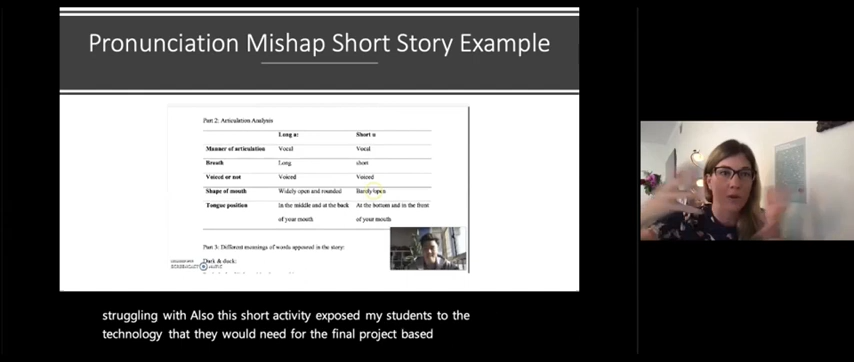 Pronunciation Mishap Short Story Example
Part 2: Articulation Analysis
Long a: Short u
Manner of articulation Vocal Vocal
Breath Long short
Voiced or not Voiced Voiced
Shape of mouth Widely open and rounded Barely open
Tongue position In the middle and at the back At the bottom and in the front
of your mouth of your mouth
Part 3: Different meanings of words appeared in the story:
Dark & duck:
struggling with Also this short activity exposed my students to the
technology that they would need for the final project based